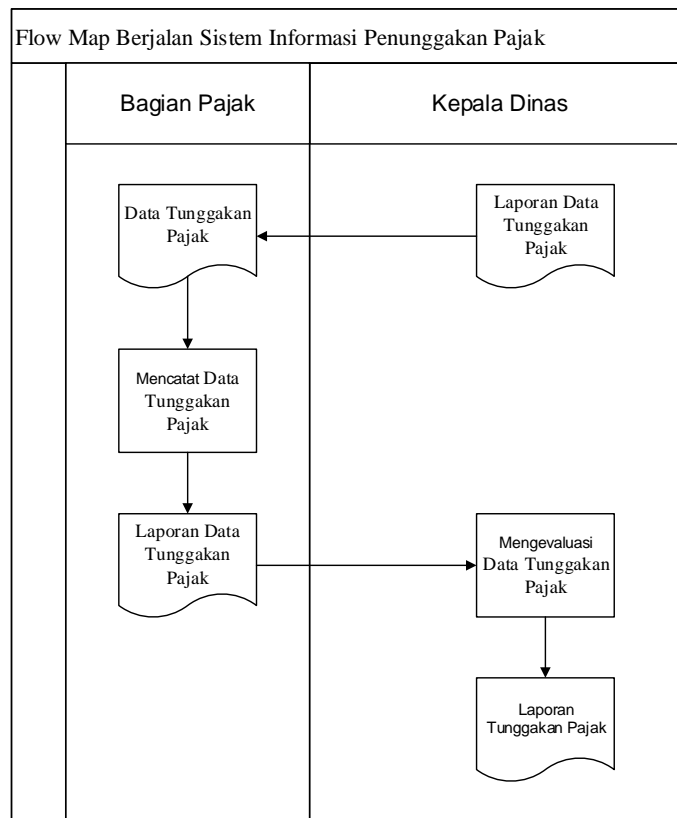 Flow Map Berjalan Sistem Informasi Penunggakan Pajak
Bagian Pajak
Kepala Dinas
Data Tunggakan
Pajak
Laporan Data
Tunggakan
Pajak
Mencatat Data
Tunggakan
Pajak
Laporan Data
Tunggakan
Pajak
Mengevaluasi
Data Tunggakan
Pajak
Laporan
Tunggakan Pajak